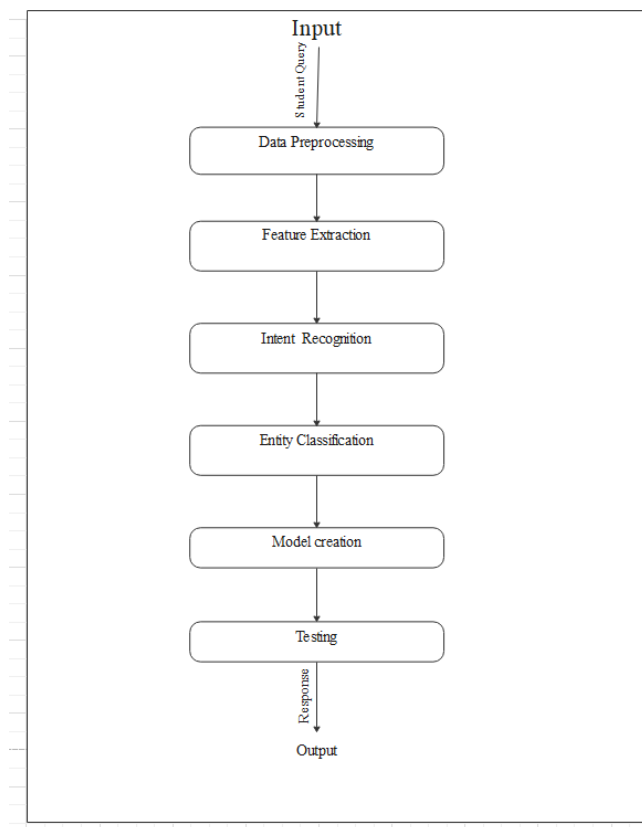 Input
Student Query
Data Preprocessing
Feature Extraction
Intent Recognition
Entity Classification
Model creation
Testing
Response
Output